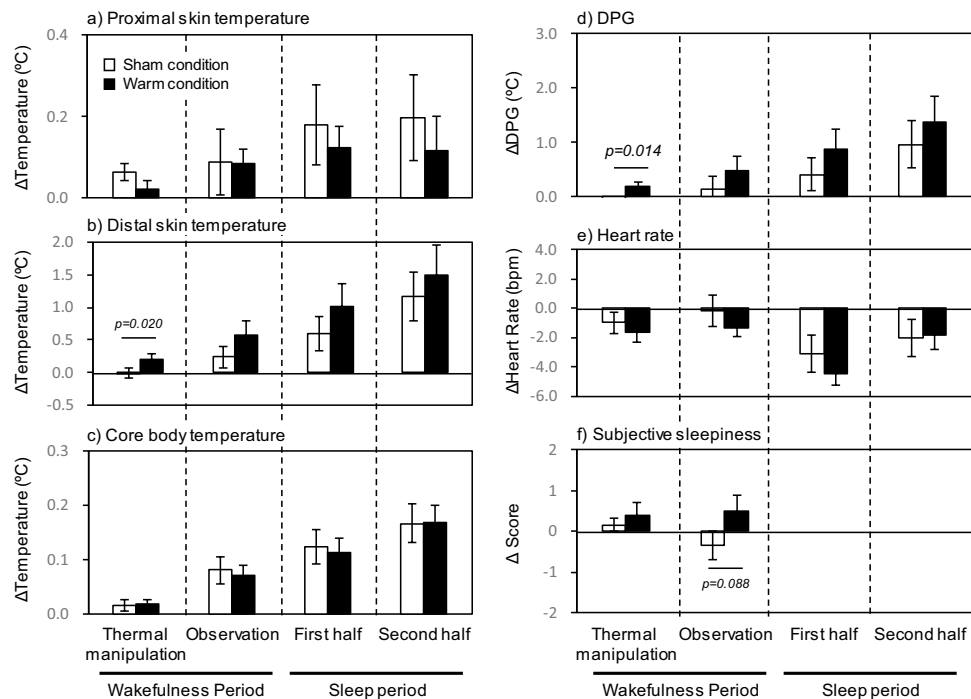 a) Proximal skin temperature
ΔTemperature (ºC)
0.4
0.2
0.0
Sham condition
Warm condition
b) Distal skin temperature
ΔTemperature (ºC)
2.0
1.5
1.0
0.5
0.0
-0.5
p=0.020
c) Core body temperature
ΔTemperature (ºC)
0.3
0.2
0.1
0.0
Thermal manipulation
Observation
First half
Second half
Wakefulness Period
Sleep period
d) DPG
ΔDPG (ºC)
3.0
2.0
1.0
0.0
p=0.014
e) Heart rate
ΔHeart Rate (bpm)
4.0
2.0
0.0
-2.0
-4.0
-6.0
f) Subjective sleepiness
Δ Score
2
1
0
-1
-2
p=0.088
Thermal manipulation
Observation
First half
Second half
Wakefulness Period
Sleep period